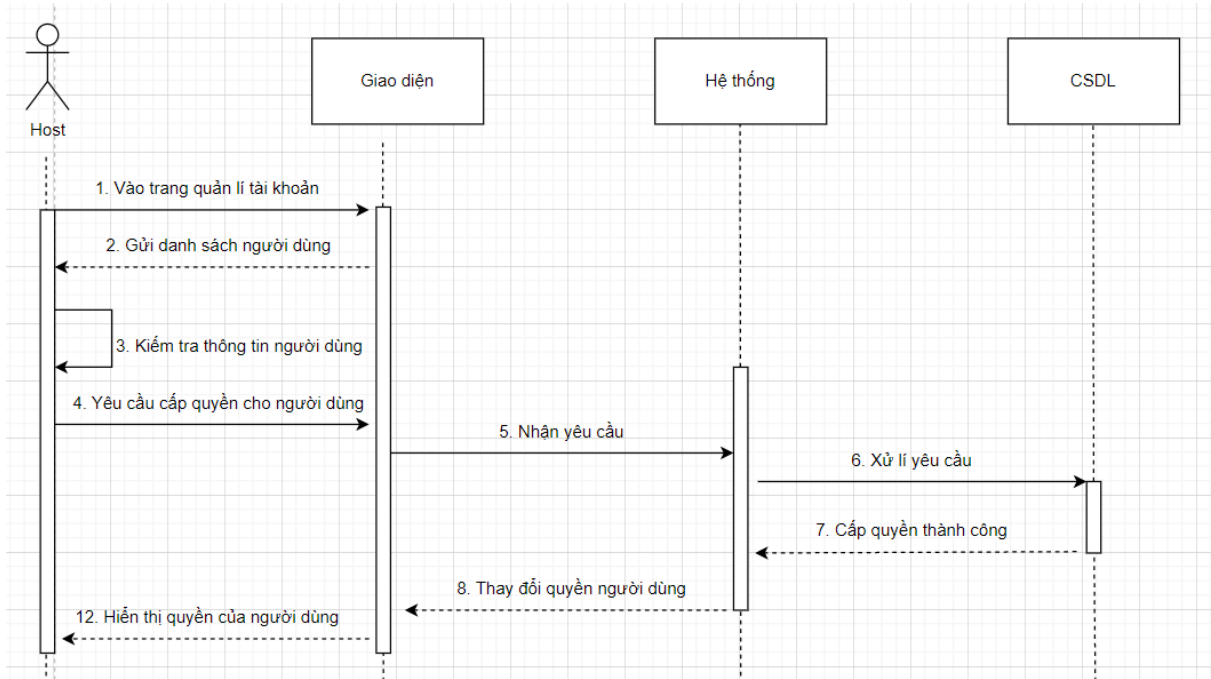 Host
Giao diện
Hệ thống
CSDL
1. Vào trang quản lí tài khoản
2. Gửi danh sách người dùng
3. Kiểm tra thông tin người dùng
4. Yêu cầu cấp quyền cho người dùng
5. Nhận yêu cầu
6. Xử lí yêu cầu
7. Cấp quyền thành công
8. Thay đổi quyền người dùng
12. Hiển thị quyền của người dùng